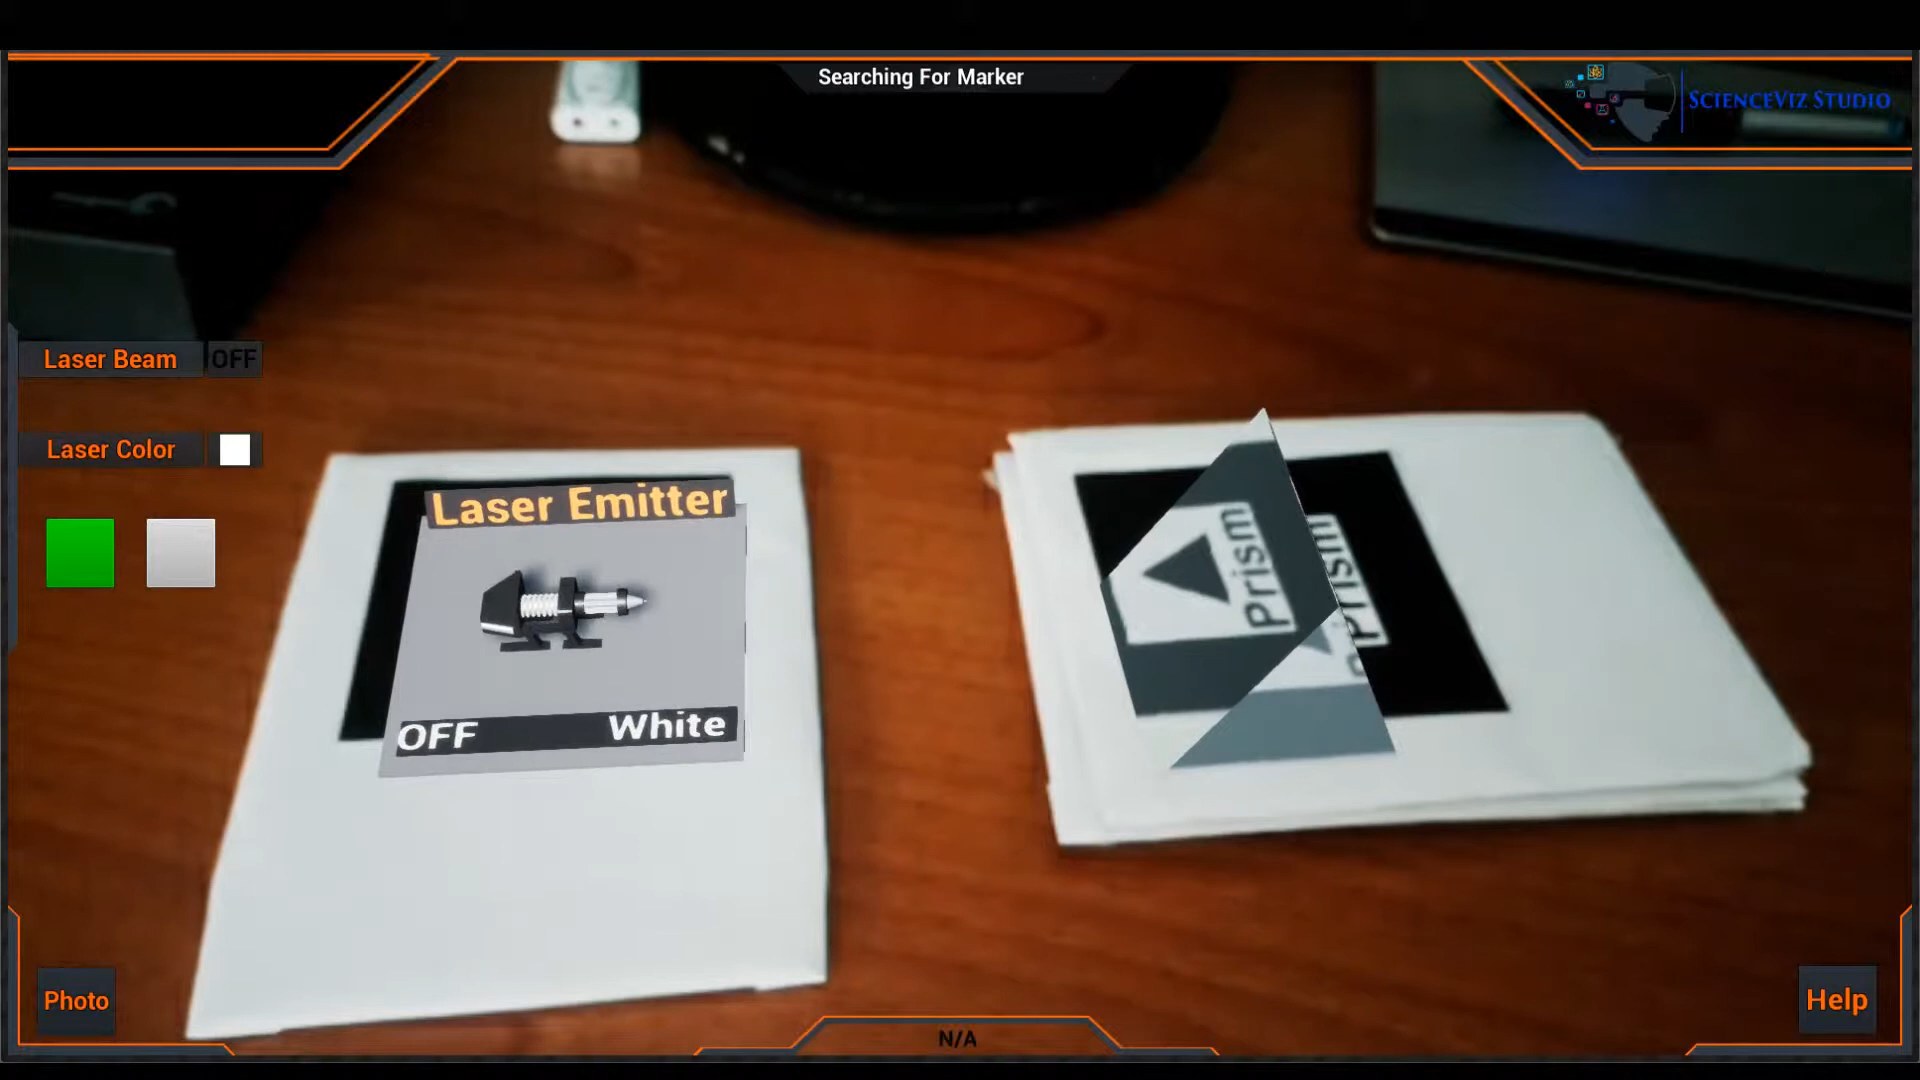 Searching For Marker
ScienceViz Studio
Laser Beam OFF
Laser Color
Laser Emitter
OFF White
Prism
Prism
Photo
Help
N/A